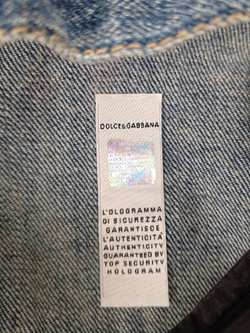 DOLCE&GABBANA
L'OLOGRAMMA
DI SICUREZZA
GARANTISCE
L'AUTENTICITÀ
AUTHENTICITY
GUARANTEED BY
TOP SECURITY
HOLOGRAM